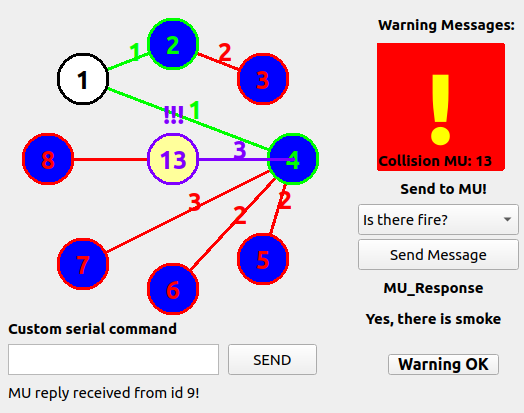 Warning Messages:
1
2
2
3
1
1
!!!
!
Collision MU: 13
8
13
3
4
Send to MU!
Is there fire?
3
2
2
7
6
5
Send Message
MU_Response
Yes, there is smoke
Custom serial command
SEND
Warning OK
MU reply received from id 9!